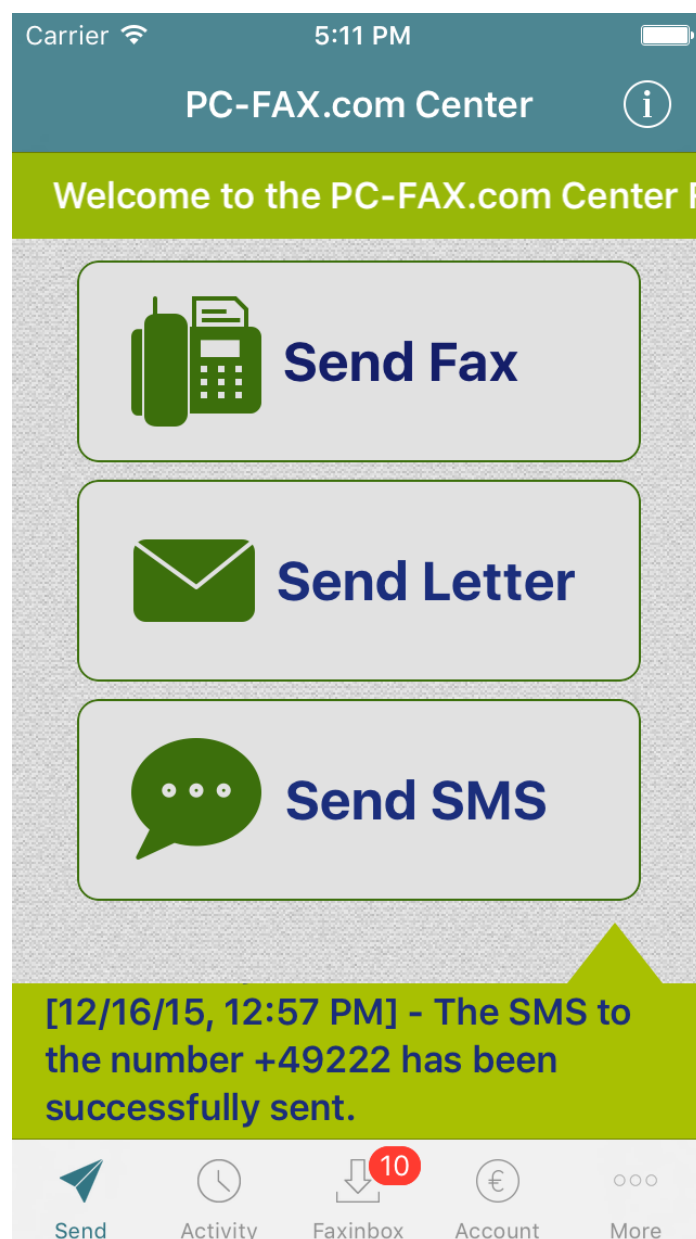 Carrier 5:11 PM
PC-FAX.com Center
Welcome to the PC-FAX.com Center
Send Fax
Send Letter
Send SMS
[12/16/15, 12:57 PM] - The SMS to
the number +49222 has been
successfully sent.
10
Send Activity Faxinbox Account More